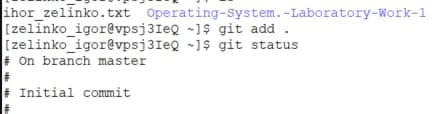 ihor_zelinko.txt Operating-System.-Laboratory-Work-1
[zelinko_igor@vpsj3IeQ ~]$ git add .
[zelinko_igor@vpsj3IeQ ~]$ git status
# On branch master
#
# Initial commit
#